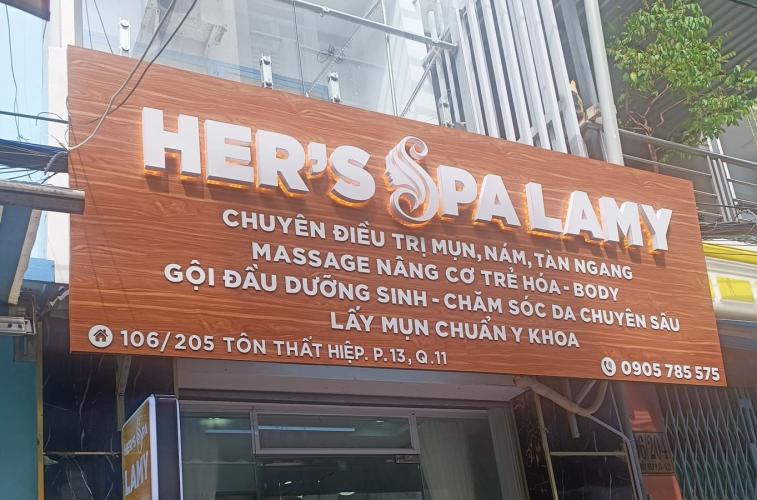 HER'S SPA LAMY
CHUYÊN ĐIỀU TRỊ MỤN, NÁM, TÀN NGANG
MASSAGE NÂNG CƠ TRẺ HÓA - BODY
GỘI ĐẦU DƯỠNG SINH - CHĂM SÓC DA CHUYÊN SÂU
LẤY MỤN CHUẨN Y KHOA
106/205 TÔN THẤT HIỆP. P.13, Q.11
0905 785 575
HER'S SPA
LAMY